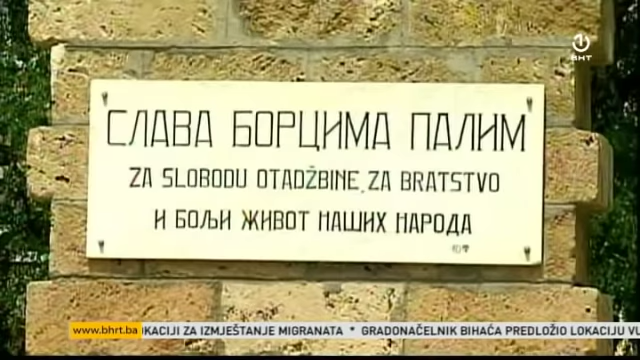 1
BHT
СЛАВА БОРЦИМА ПАЛИМ
ZA SLOBODU OTADŽBINE, ZA BRATSTVO
И БОЉИ ЖИВОТ НАШИХ НАРОДА
www.bhrt.ba KACIJI ZA IZMJEŠTANJE MIGRANATA * GRADONAČELNIK BIHAĆA PREDLOŽIO LOKACIJU